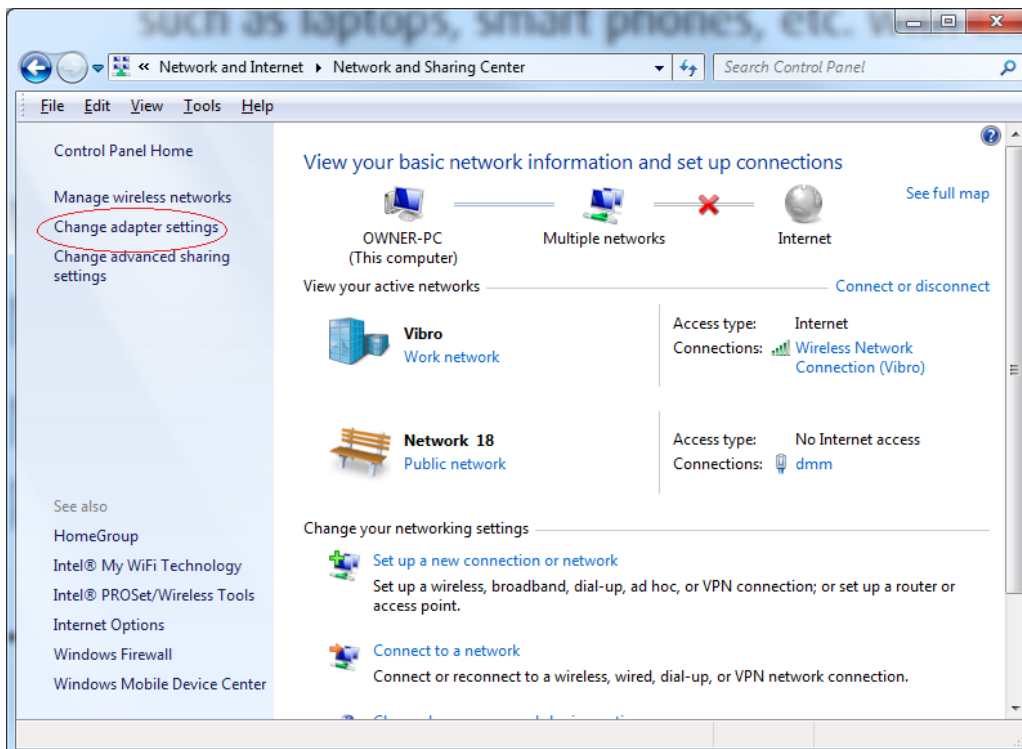 such as laptops, smart phones, etc.
« Network and Internet ▸ Network and Sharing Center
Search Control Panel
File Edit View Tools Help
Control Panel Home
Manage wireless networks
Change adapter settings
Change advanced sharing
settings
See also
HomeGroup
Intel® My WiFi Technology
Intel® PROSet/Wireless Tools
Internet Options
Windows Firewall
Windows Mobile Device Center
View your basic network information and set up connections
See full map
OWNER-PC
(This computer)
Multiple networks
Internet
View your active networks
Connect or disconnect
Vibro
Work network
Access type: Internet
Connections: Wireless Network
Connection (Vibro)
Network 18
Public network
Access type: No Internet access
Connections: dmm
Change your networking settings
Set up a new connection or network
Set up a wireless, broadband, dial-up, ad hoc, or VPN connection; or set up a router or
access point.
Connect to a network
Connect or reconnect to a wireless, wired, dial-up, or VPN network connection.